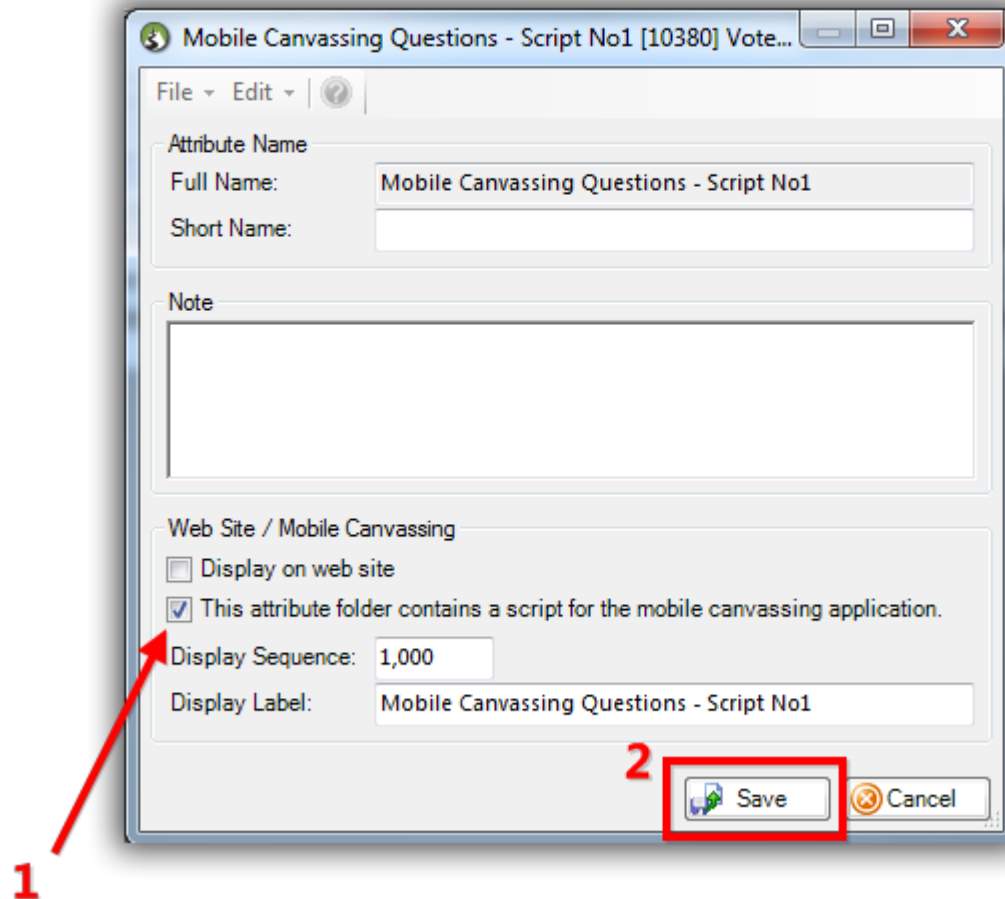 Mobile Canvassing Questions - Script No1 [10380] Vote...
File Edit
Attribute Name
Full Name: Mobile Canvassing Questions - Script No1
Short Name:
Note
Web Site / Mobile Canvassing
Display on web site
This attribute folder contains a script for the mobile canvassing application.
Display Sequence: 1,000
Display Label: Mobile Canvassing Questions - Script No1
2
Save Cancel
1